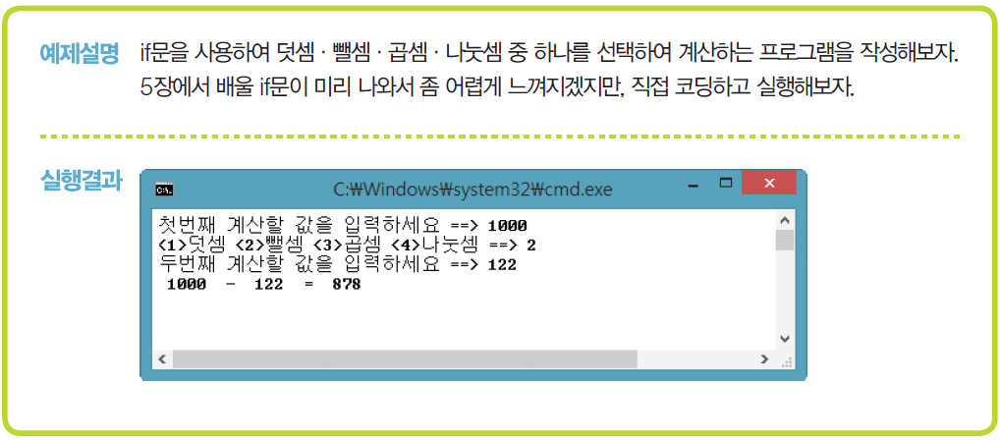 예제설명 if문을 사용하여 덧셈 · 뺄셈 · 곱셈 · 나눗셈 중 하나를 선택하여 계산하는 프로그램을 작성해보자.
5장에서 배울 if문이 미리 나와서 좀 어렵게 느껴지겠지만, 직접 코딩하고 실행해보자.
실행결과
C:₩Windows₩system32₩cmd.exe
첫번째 계산할 값을 입력하세요 ==> 1000
<1>덧셈 <2>뺄셈 <3>곱셈 <4>나눗셈 ==> 2
두번째 계산할 값을 입력하세요 ==> 122
1000 - 122 = 878